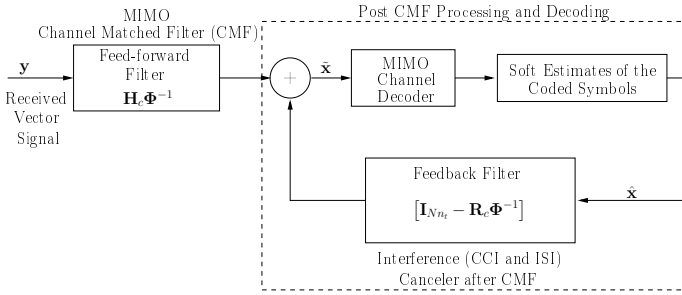 MIMO
Channel Matched Filter (CMF)
Post CMF Processing and Decoding
Feed-forward
Filter
H_cΦ^{−1}
y
Received
Vector
Signal
+
x̃
MIMO
Channel
Decoder
Soft Estimates of the
Coded Symbols
Feedback Filter
[I_{Nn_t} − R_cΦ^{−1}]
x̂
Interference (CCI and ISI)
Canceler after CMF